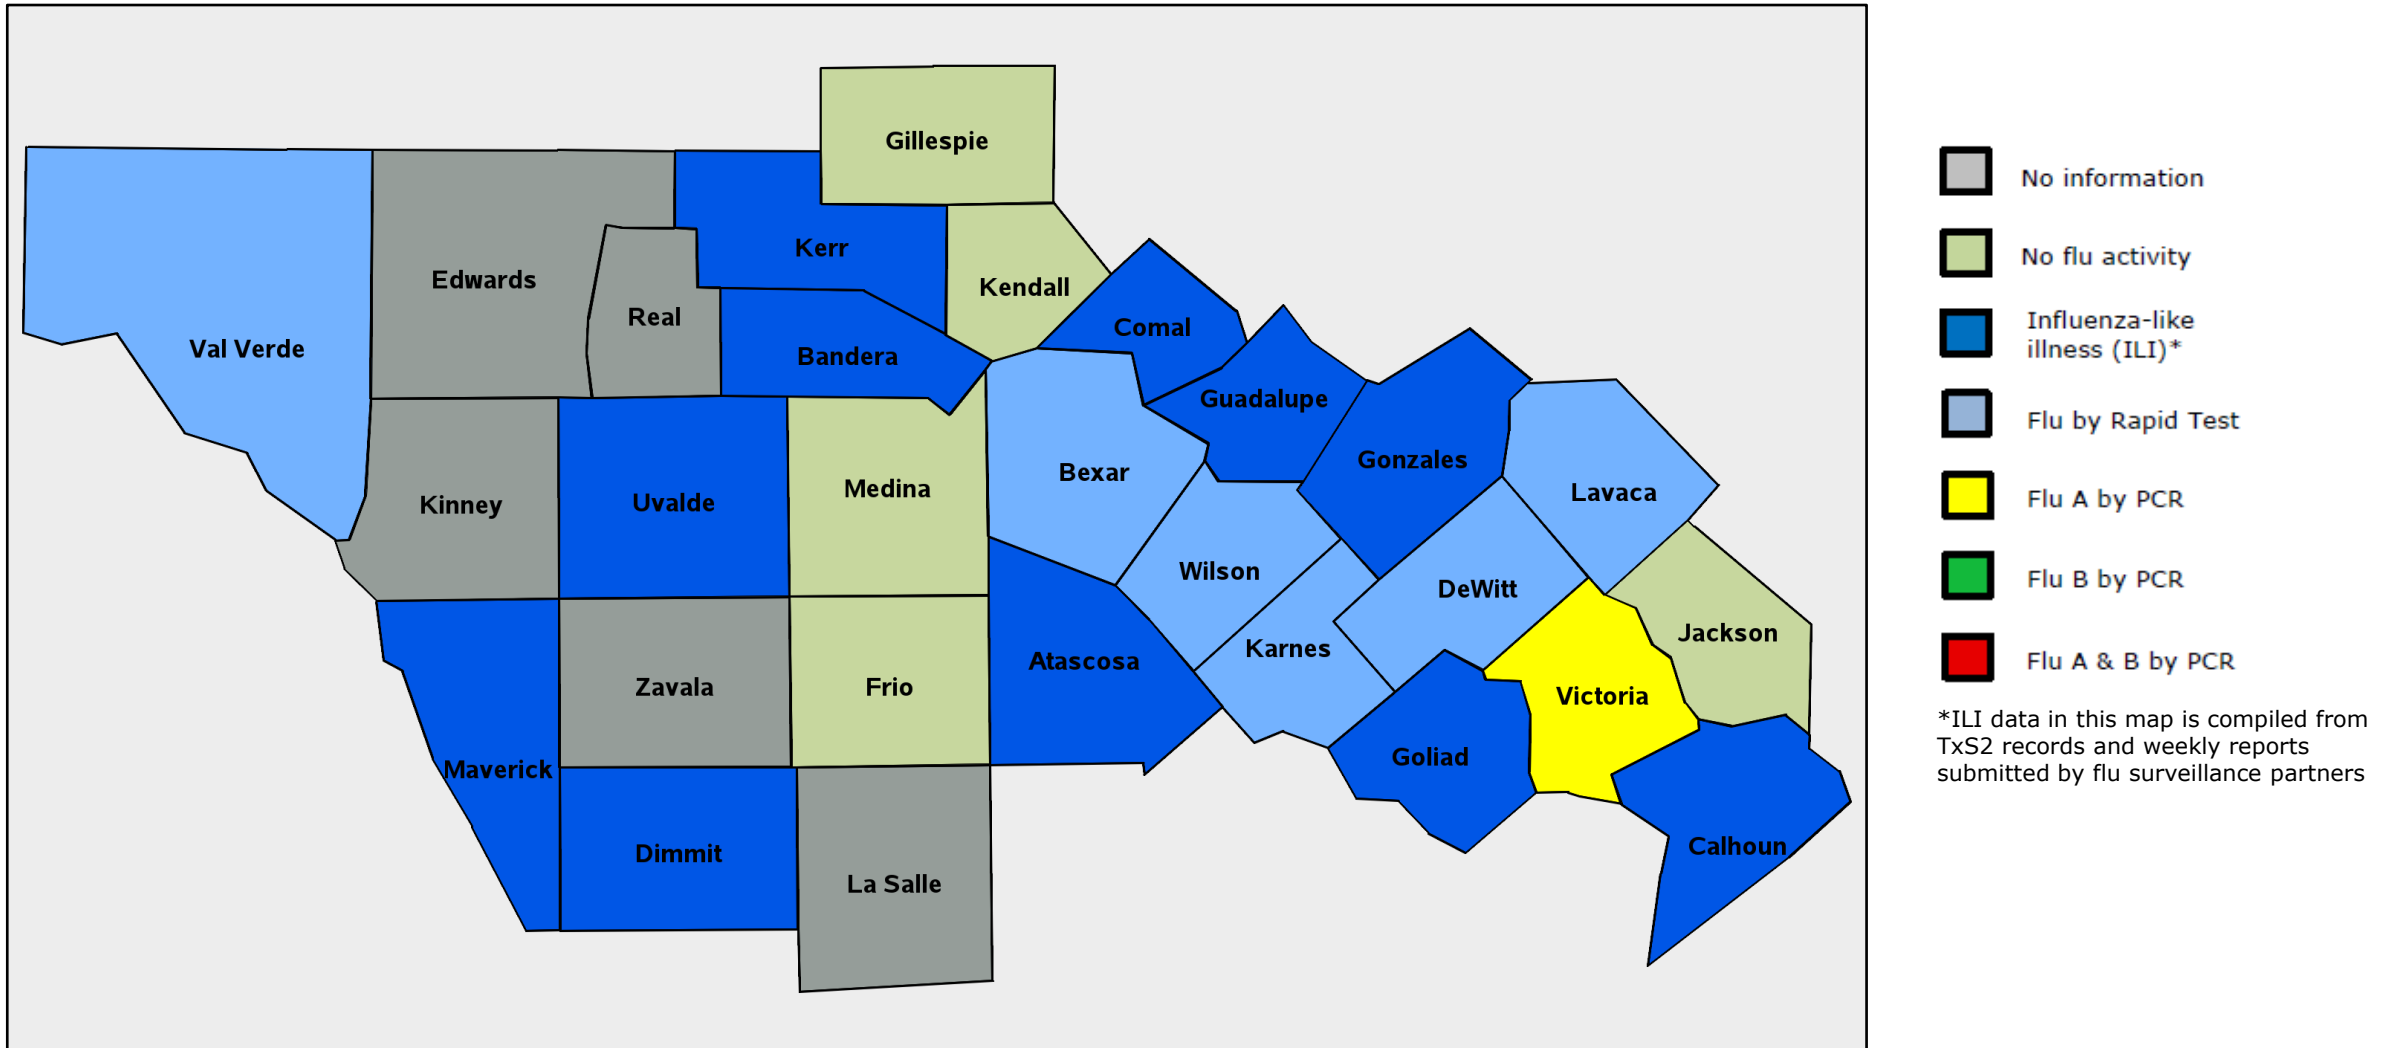 Gillespie
Kerr
Edwards
Kendall
Real
Comal
Val Verde
Bandera
Guadalupe
Gonzales
Bexar
Medina
Lavaca
Uvalde
Kinney
Wilson
DeWitt
Jackson
Karnes
Atascosa
Zavala
Frio
Victoria
Goliad
Maverick
Calhoun
Dimmit
La Salle
No information
No flu activity
Influenza-like
illness (ILI)*
Flu by Rapid Test
Flu A by PCR
Flu B by PCR
Flu A & B by PCR
*ILI data in this map is compiled from
TxS2 records and weekly reports
submitted by flu surveillance partners